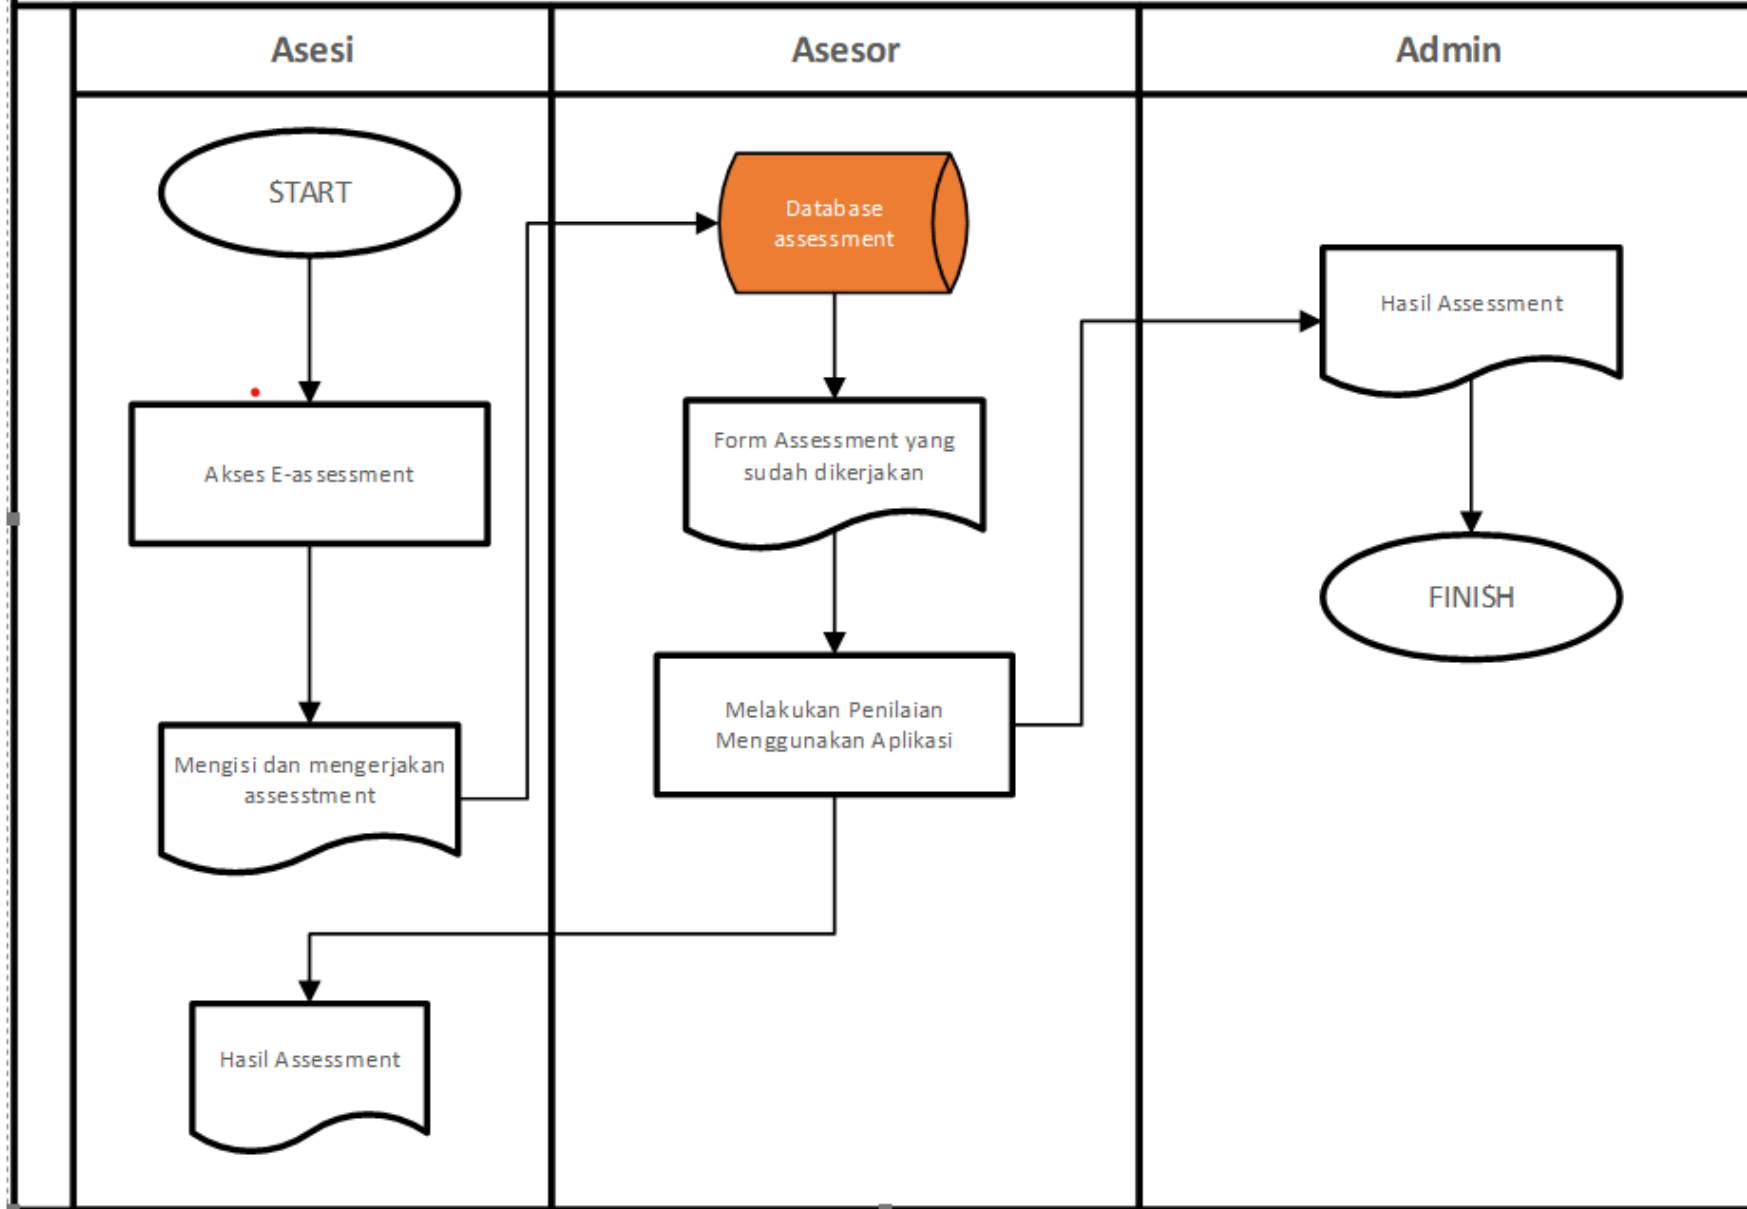 Asesi
Asesor
Admin
START
Akses E-assessment
Mengisi dan mengerjakan
assesstment
Hasil Assessment
Database
assessment
Form Assessment yang
sudah dikerjakan
Melakukan Penilaian
Menggunakan Aplikasi
Hasil Assessment
FINISH